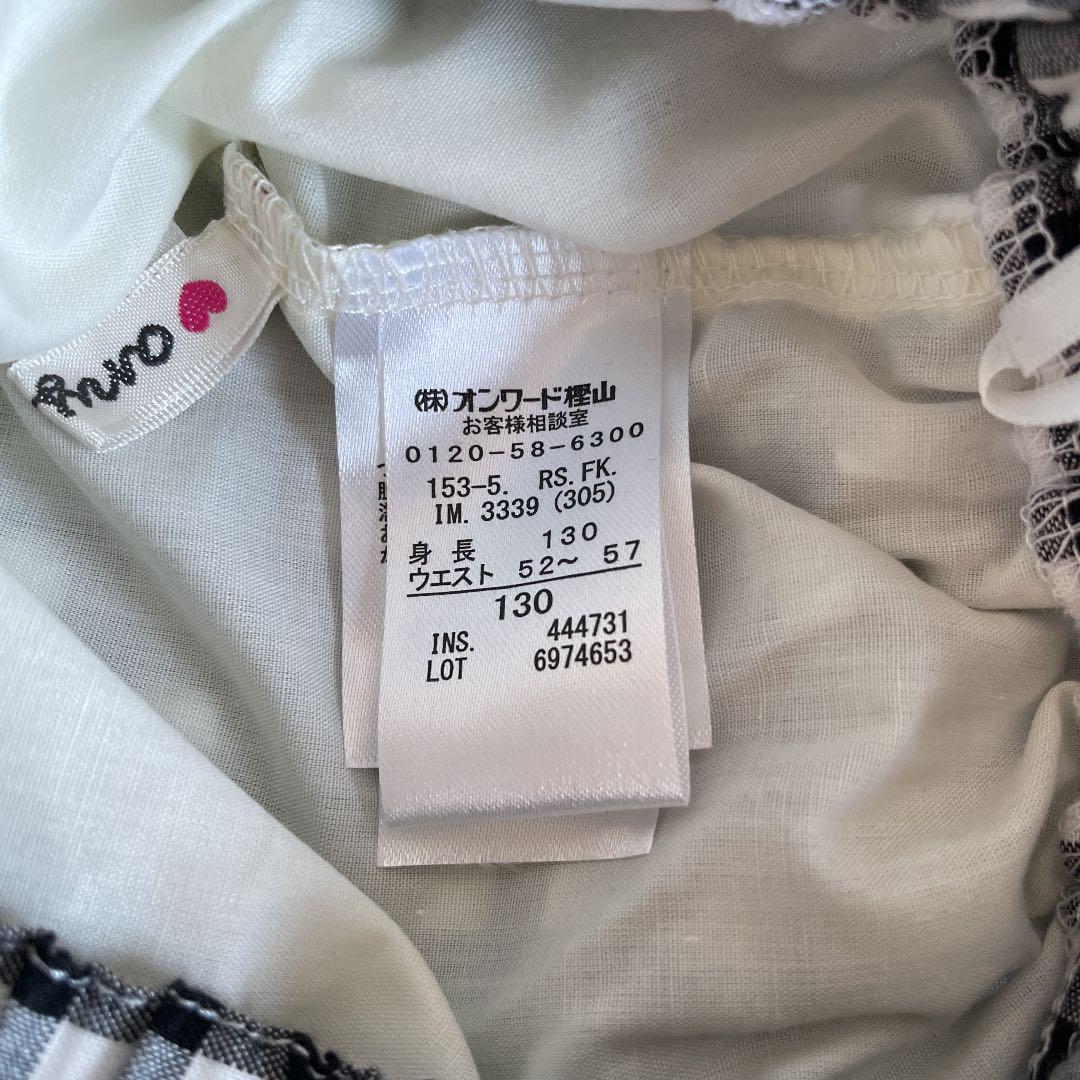 (株)オンワード樫山
お客様相談室
0120-58-6300
153-5. RS. FK.
IM. 3339 (305)
身長 130
ウエスト 52〜 57
130
INS. 444731
LOT 6974653